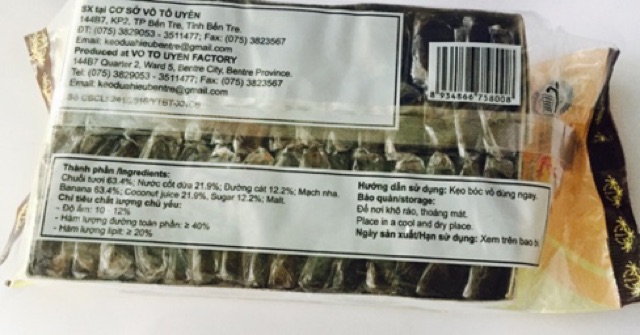 SX tại CƠ SỞ VÕ TỐ UYÊN
144B7, KP2, TP Bến Tre, Tỉnh Bến Tre.
ĐT: (075) 3829053 - 3511477; Fax: (075) 3823567
Email: keoduahieubentre@gmail.com
Produced at VO TO UYEN FACTORY
144B7 Quarter 2, Ward 5, Bentre City, Bentre Province.
Tel: (075) 3829053 - 3511477; Fax: (075) 3823567
Email: keoduahieubentre@gmail.com
8 934866 758008
Thành phần /Ingredients:
Chuối tươi 63.4%; Nước cốt dừa 21.9%; Đường cát 12.2%; Mạch nha.
Banana 63.4%; Coconut juice 21.9%, Sugar 12.2%; Malt.
Chỉ tiêu chất lượng chủ yếu:
- Độ ẩm: 10 - 12%
- Hàm lượng đường toàn phần: ≥ 40%
- Hàm lượng lipit: ≥ 20%
Hướng dẫn sử dụng: Kẹo bóc vỏ dùng ngay.
Bảo quản/storage:
Để nơi khô ráo, thoáng mát.
Place in a cool and dry place.
Ngày sản xuất/Hạn sử dụng: Xem trên bao b